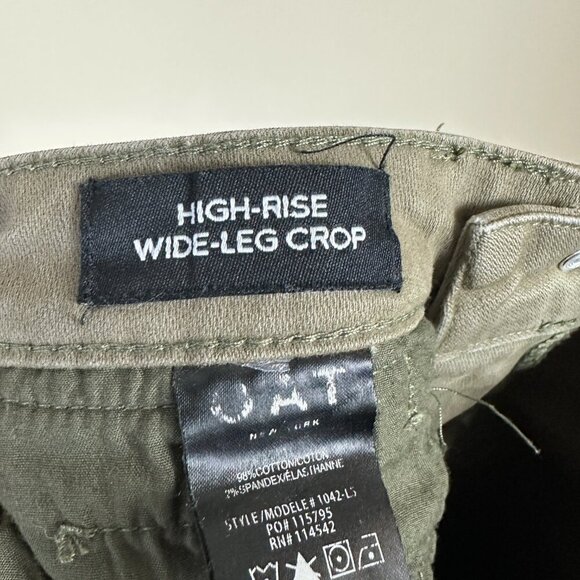 HIGH-RISE
WIDE-LEG CROP
OAT
NEW YORK
98% COTTON/COTON
2% SPANDEX/ÉLASTHANNE
STYLE/MODELE# 1042-L5
PO# 115795
RN# 114542